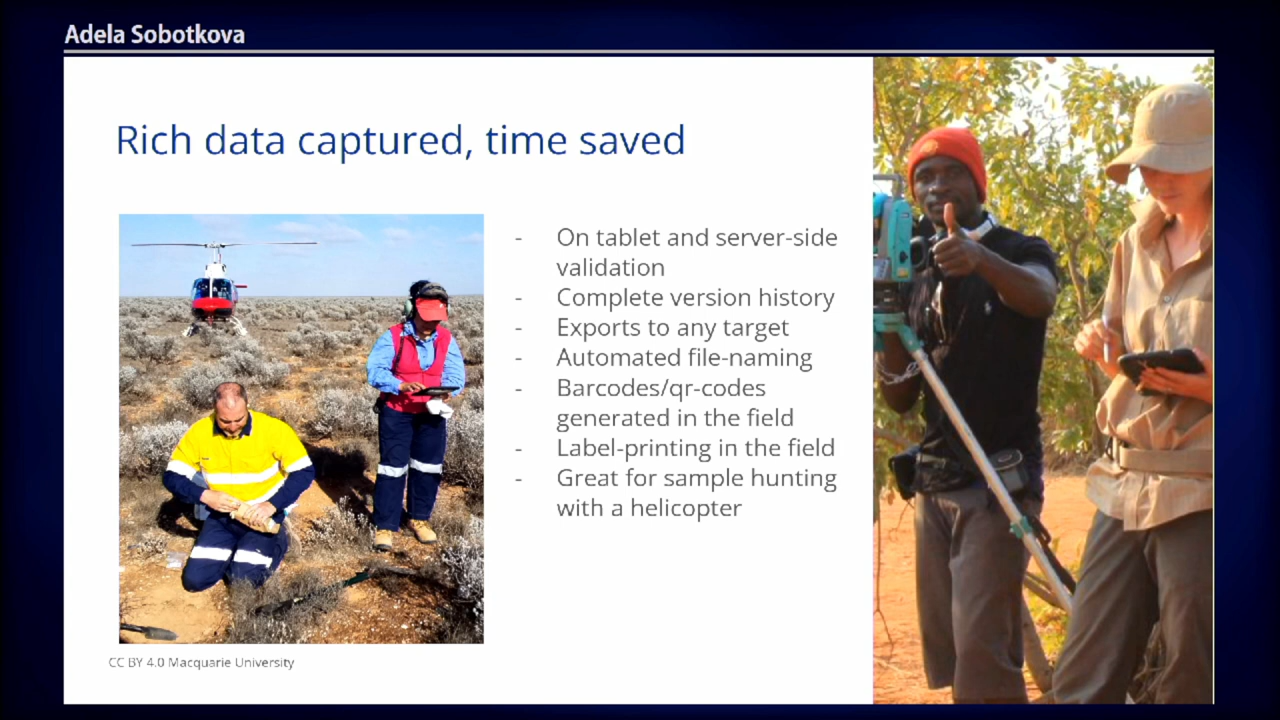 Adela Sobotkova
Rich data captured, time saved
- On tablet and server-side
validation
- Complete version history
- Exports to any target
- Automated file-naming
- Barcodes/qr-codes
generated in the field
- Label-printing in the field
- Great for sample hunting
with a helicopter
CC BY 4.0 Macquarie University